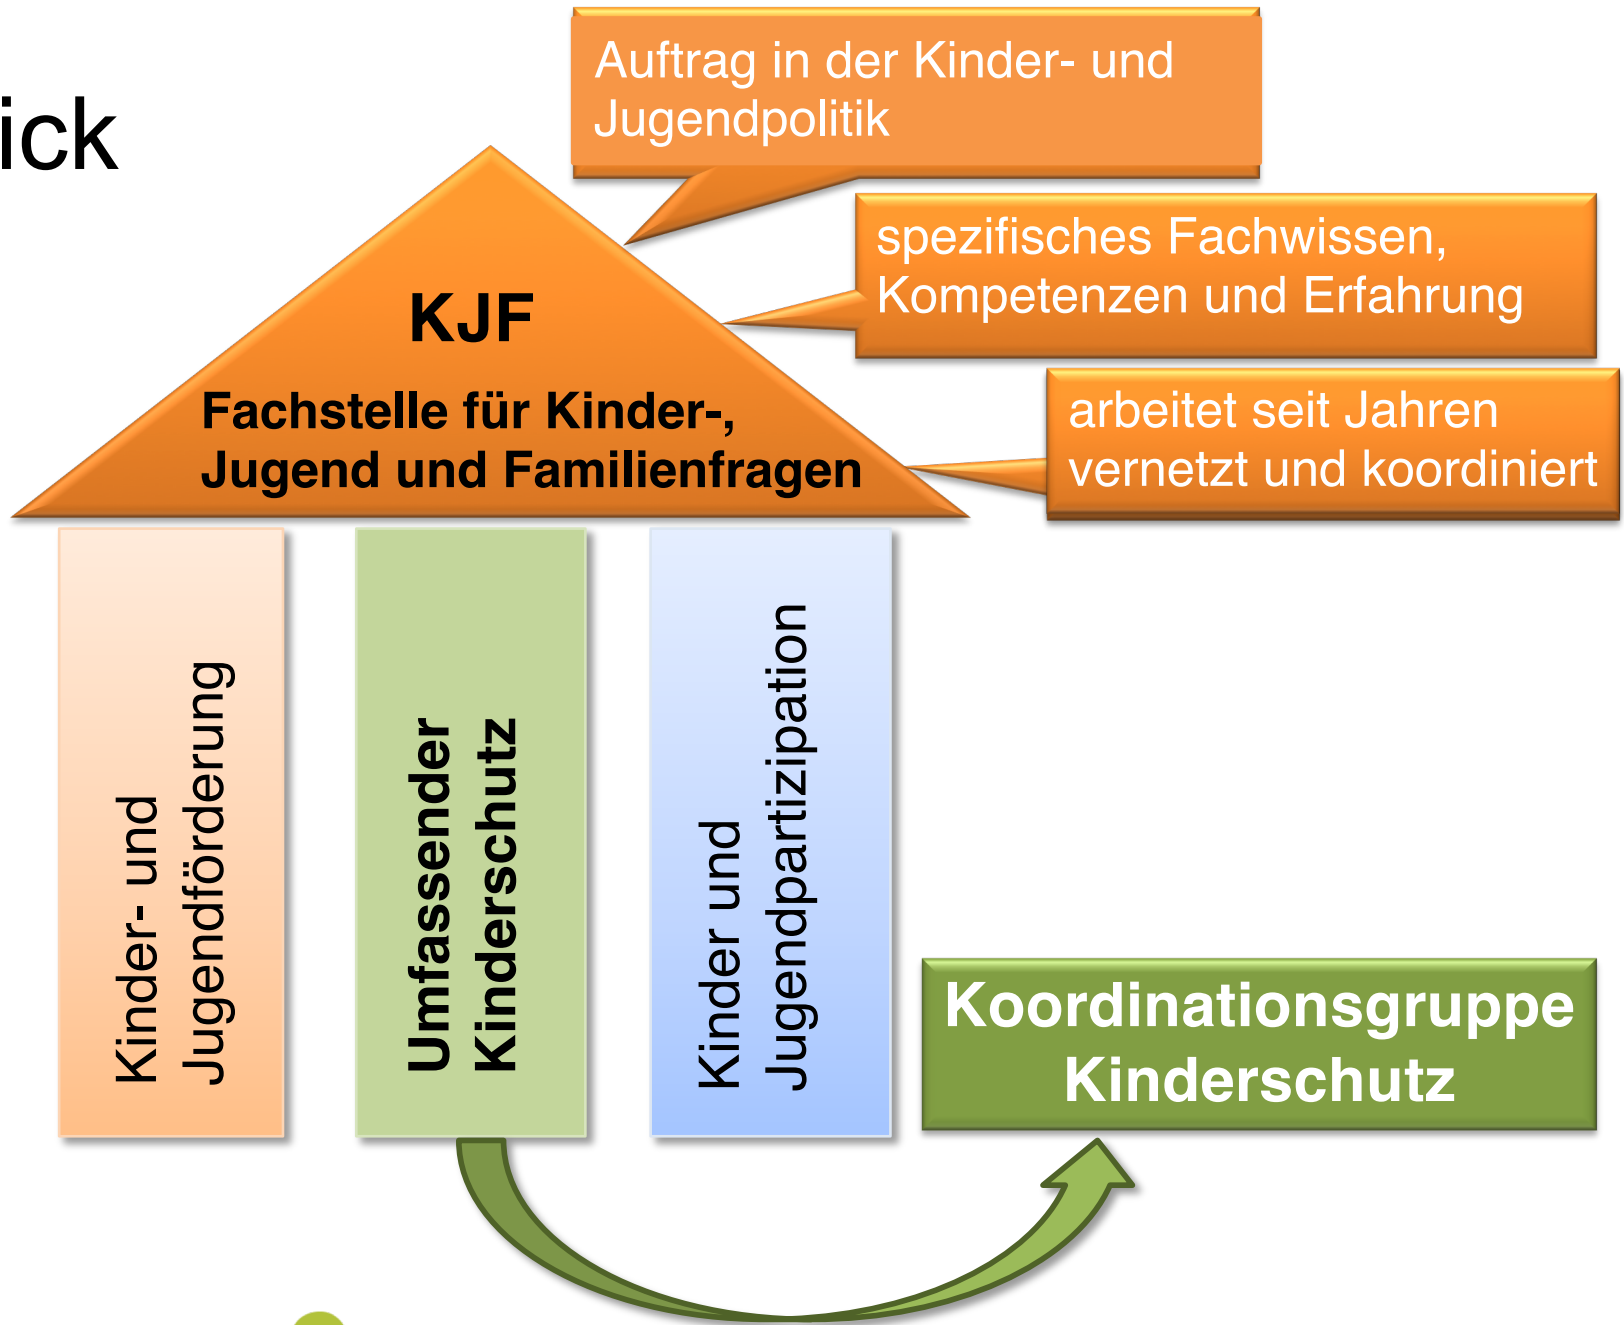 ick
Auftrag in der Kinder- und
Jugendpolitik
spezifisches Fachwissen,
Kompetenzen und Erfahrung
arbeitet seit Jahren
vernetzt und koordiniert
KJF
Fachstelle für Kinder-,
Jugend und Familienfragen
Kinder- und
Jugendförderung
Umfassender
Kinderschutz
Kinder und
Jugendpartizipation
Koordinationsgruppe
Kinderschutz